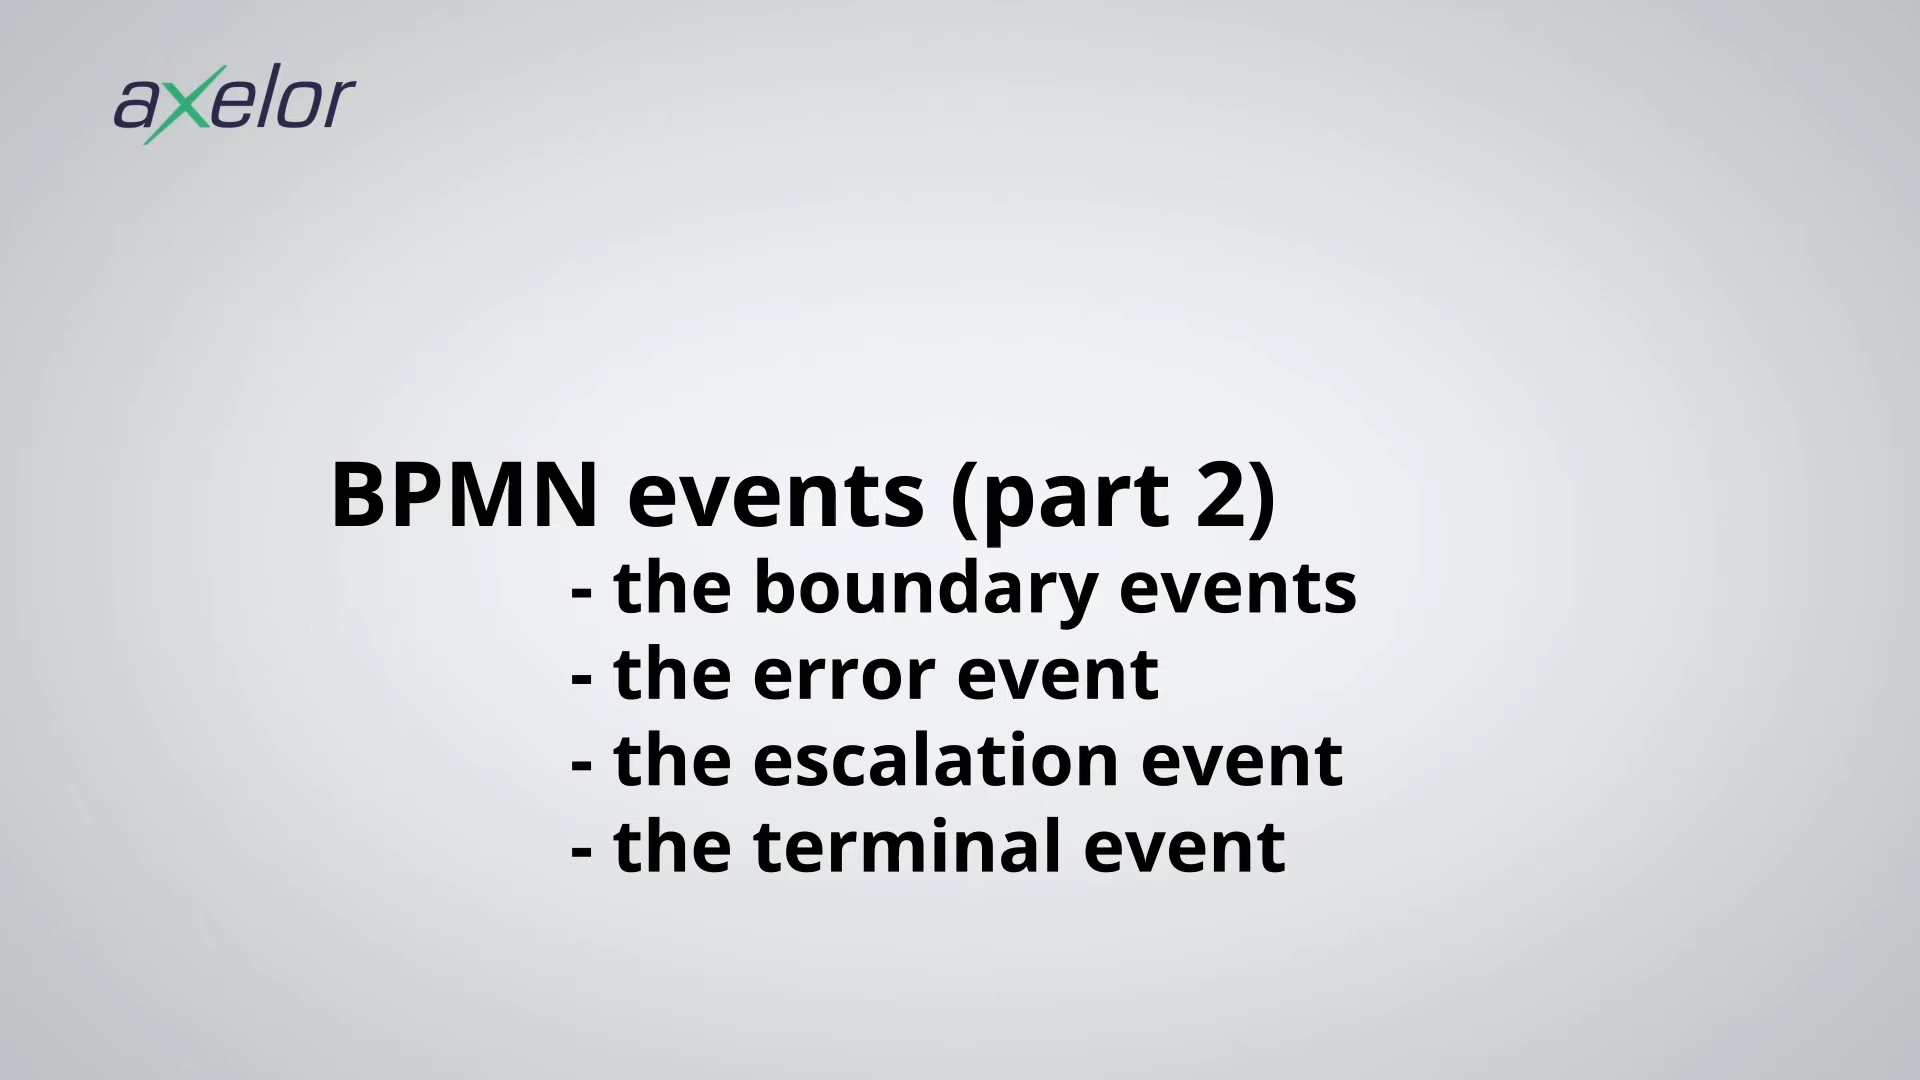 axelor
BPMN events (part 2)
- the boundary events
- the error event
- the escalation event
- the terminal event